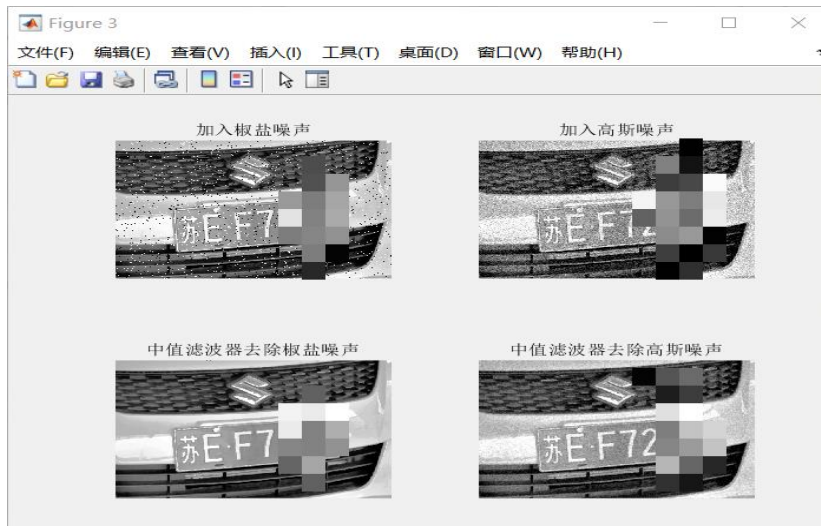 Figure 3
文件(F) 编辑(E) 查看(V) 插入(I) 工具(T) 桌面(D) 窗口(W) 帮助(H)
加入椒盐噪声 加入高斯噪声
苏E·F7 苏E·F72
中值滤波器去除椒盐噪声 中值滤波器去除高斯噪声
苏E·F7 苏E·F72